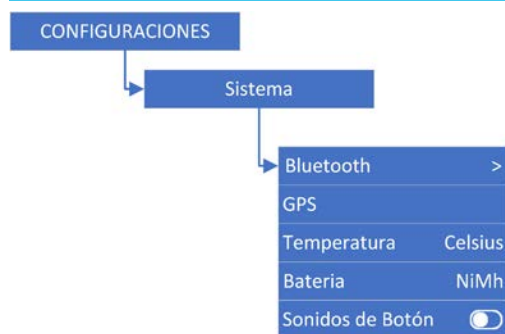 CONFIGURACIONES
Sistema
Bluetooth >
GPS
Temperatura Celsius
Bateria NiMh
Sonidos de Botón